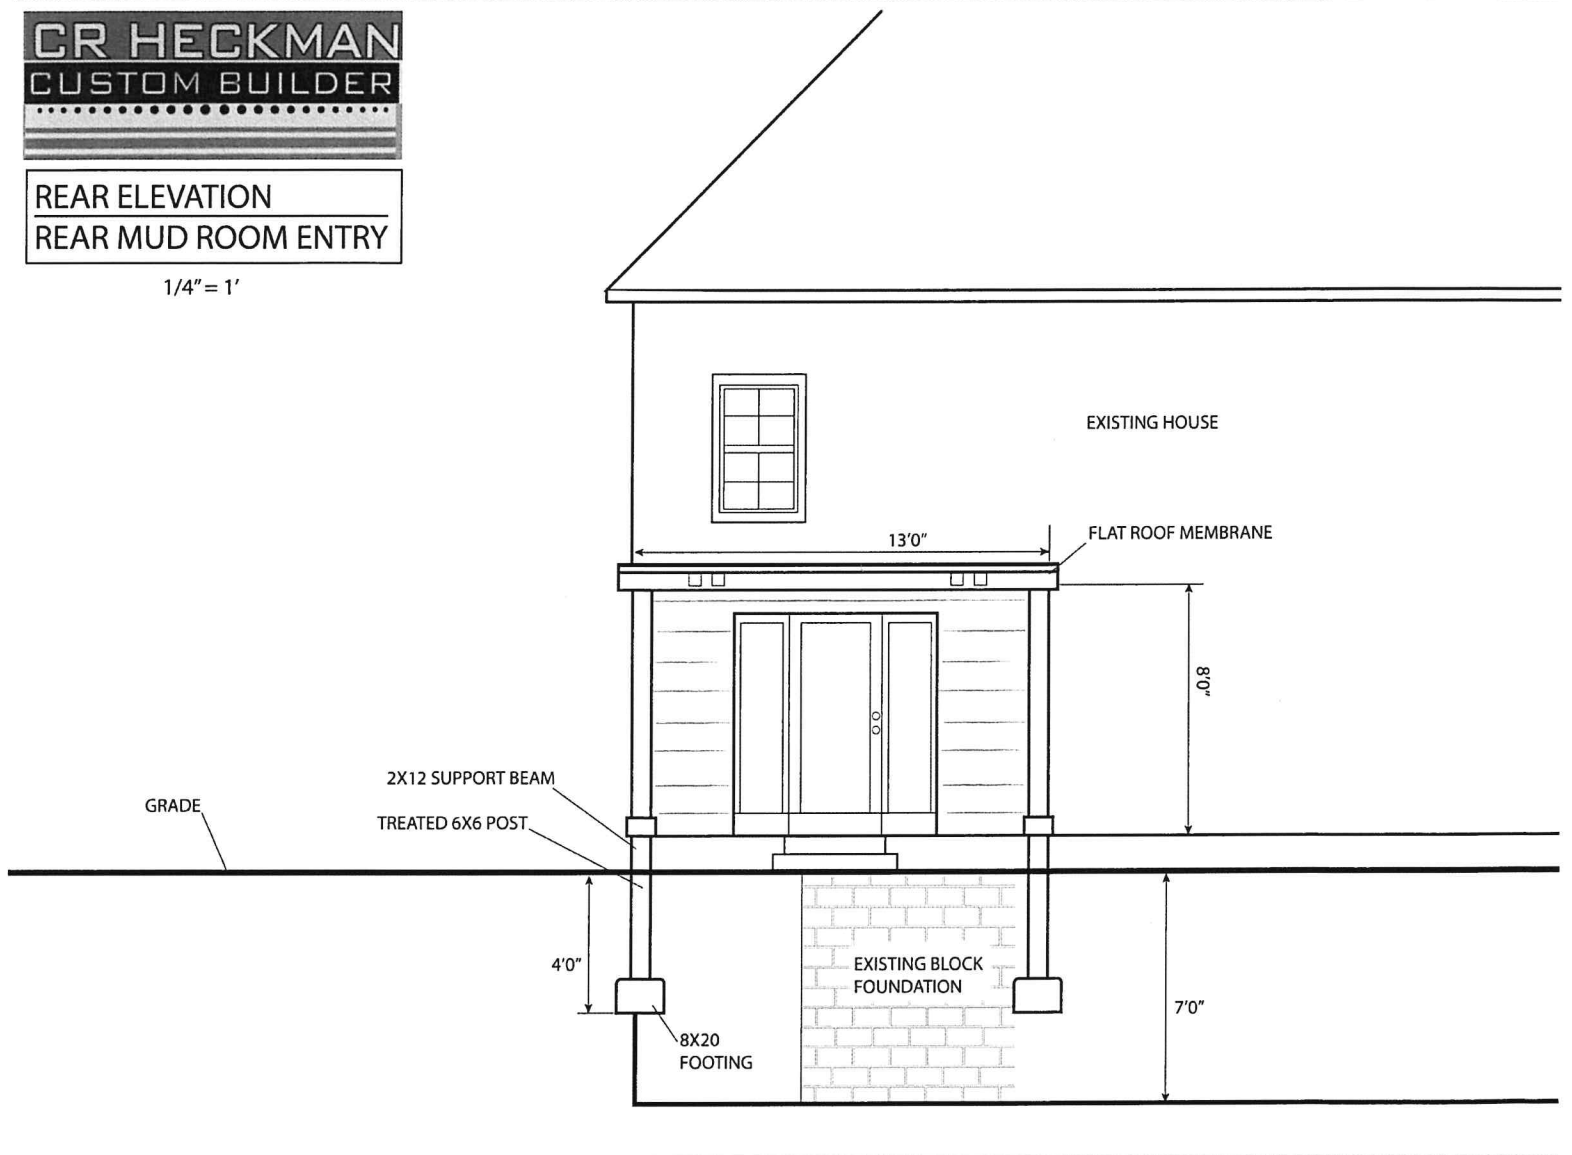 CR HECKMAN
CUSTOM BUILDER
REAR ELEVATION
REAR MUD ROOM ENTRY
1/4" = 1'
EXISTING HOUSE
13'0"
FLAT ROOF MEMBRANE
8'0"
2X12 SUPPORT BEAM
GRADE
TREATED 6X6 POST
4'0"
EXISTING BLOCK
FOUNDATION
7'0"
8X20
FOOTING